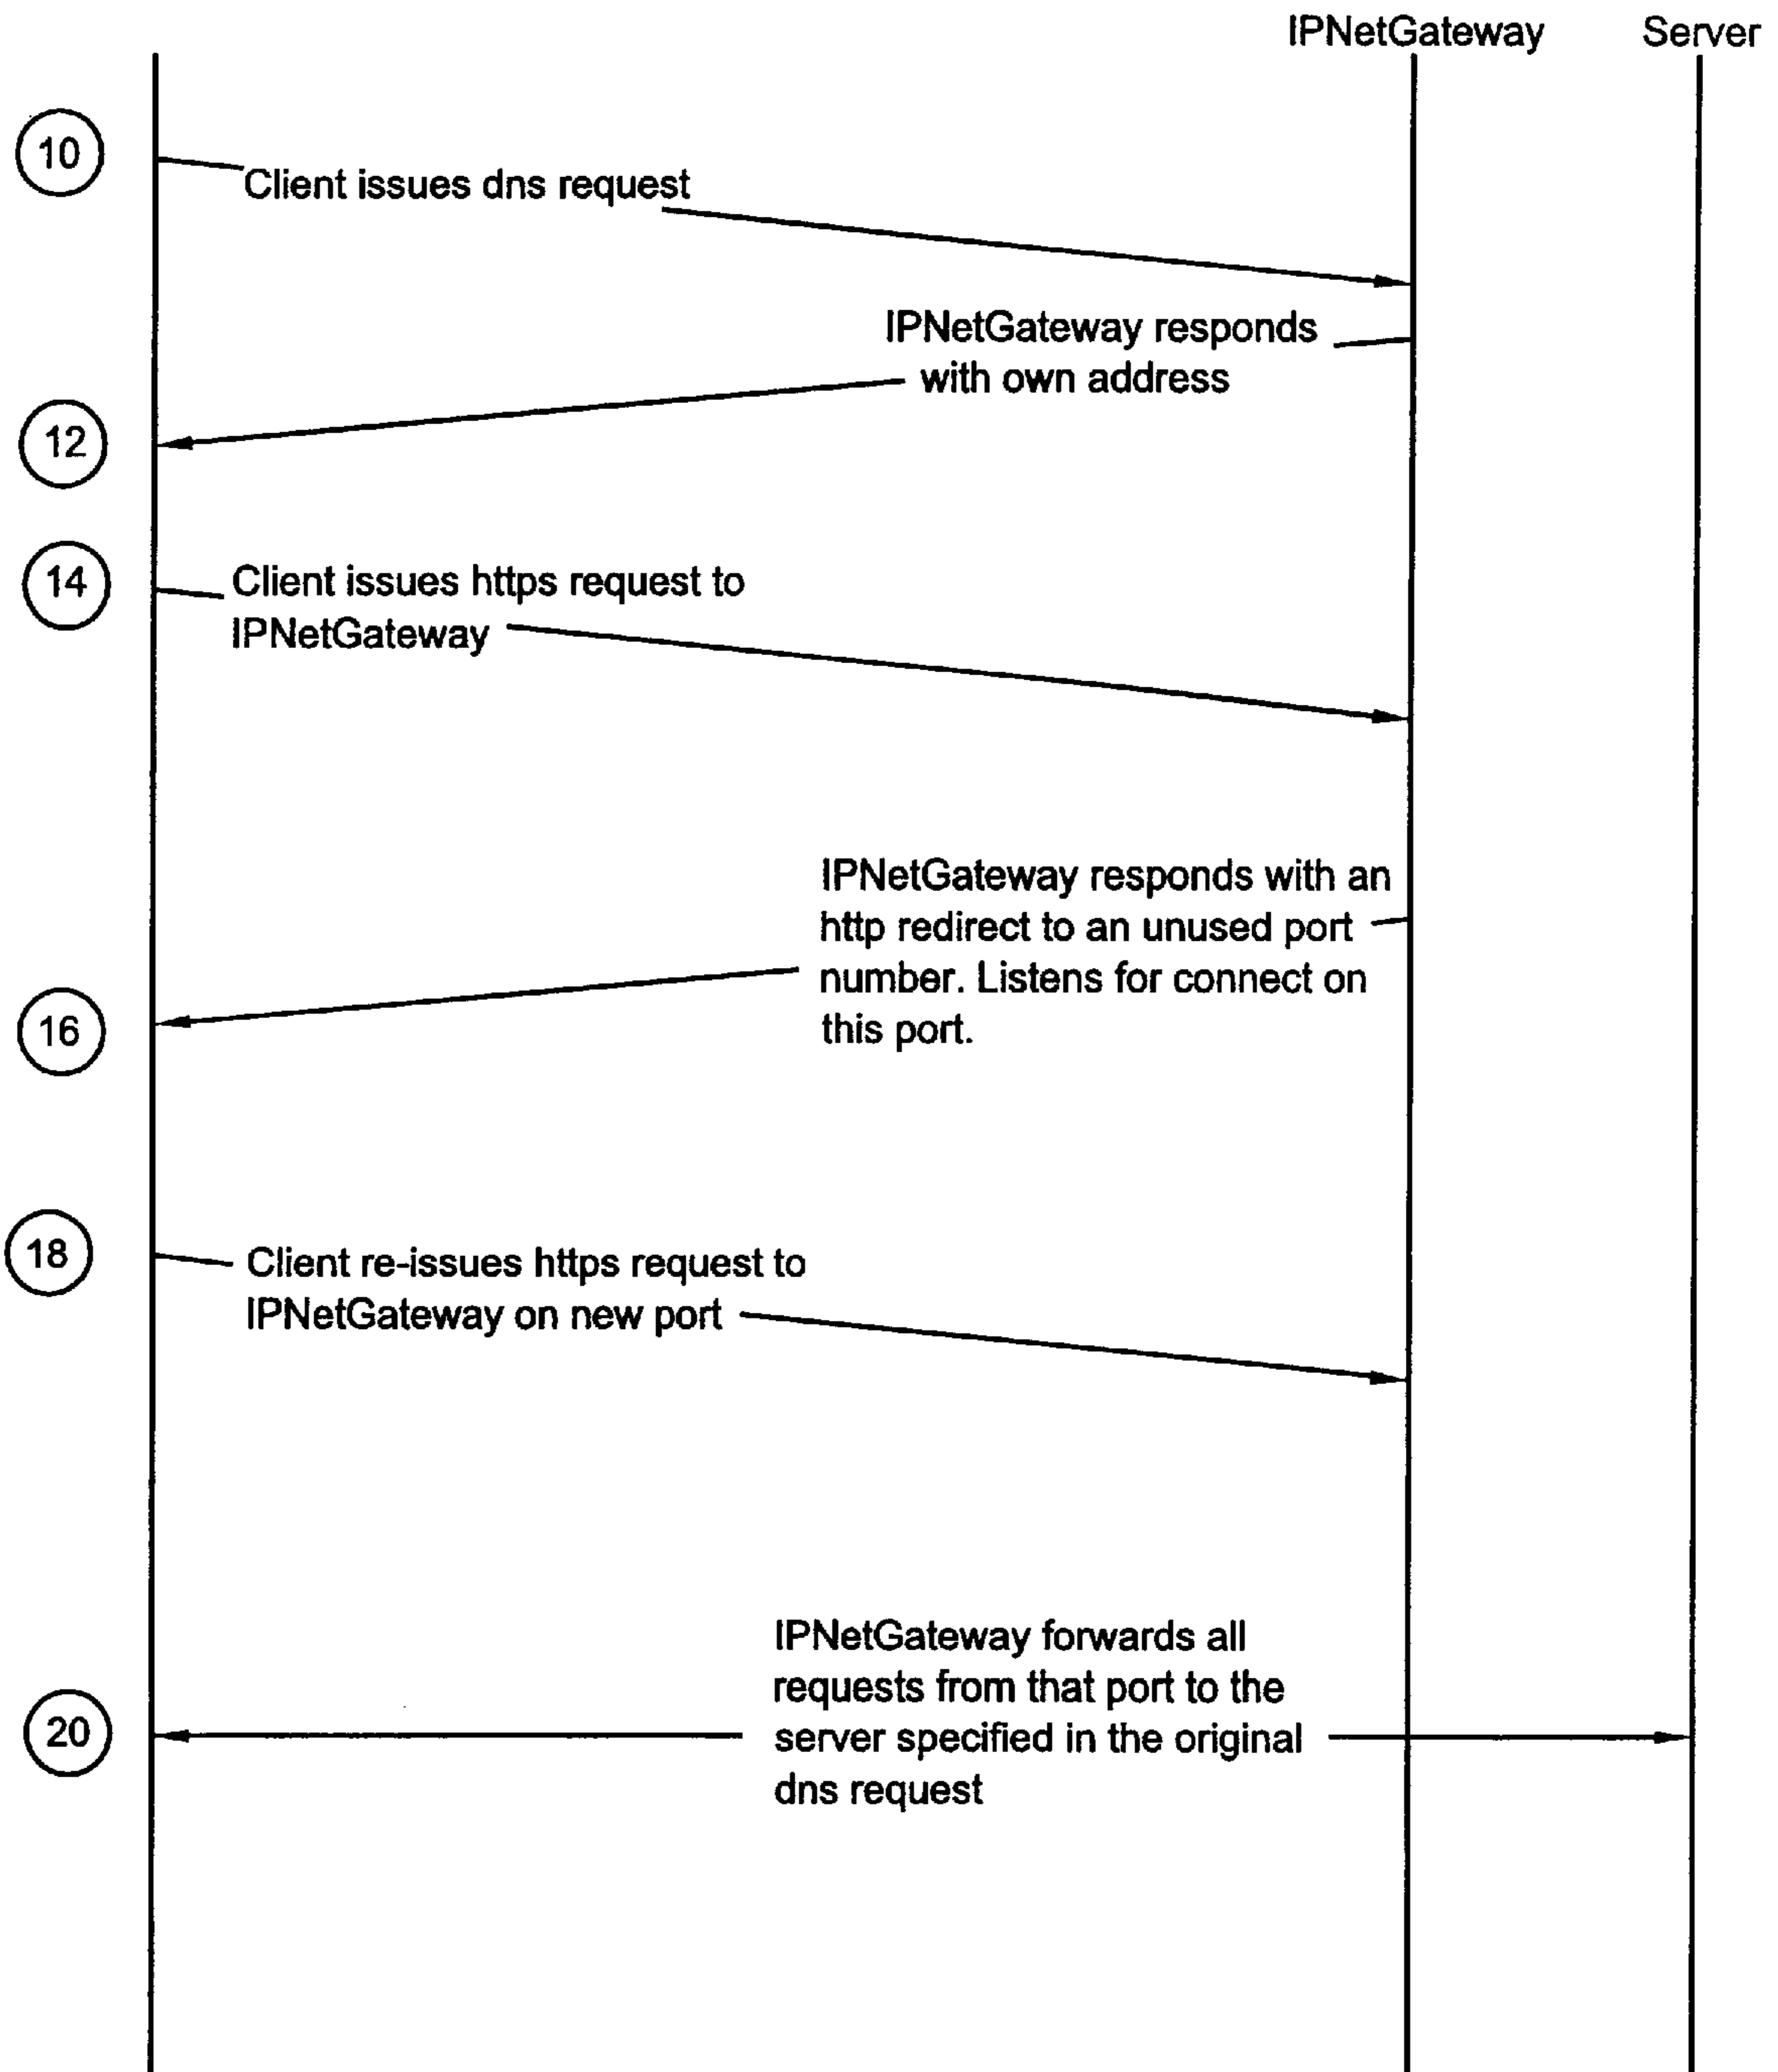 IPNetGateway Server
10
Client issues dns request
IPNetGateway responds
with own address
12
14
Client issues https request to
IPNetGateway
IPNetGateway responds with an
http redirect to an unused port
number. Listens for connect on
this port.
16
18
Client re-issues https request to
IPNetGateway on new port
IPNetGateway forwards all
requests from that port to the
server specified in the original
dns request
20